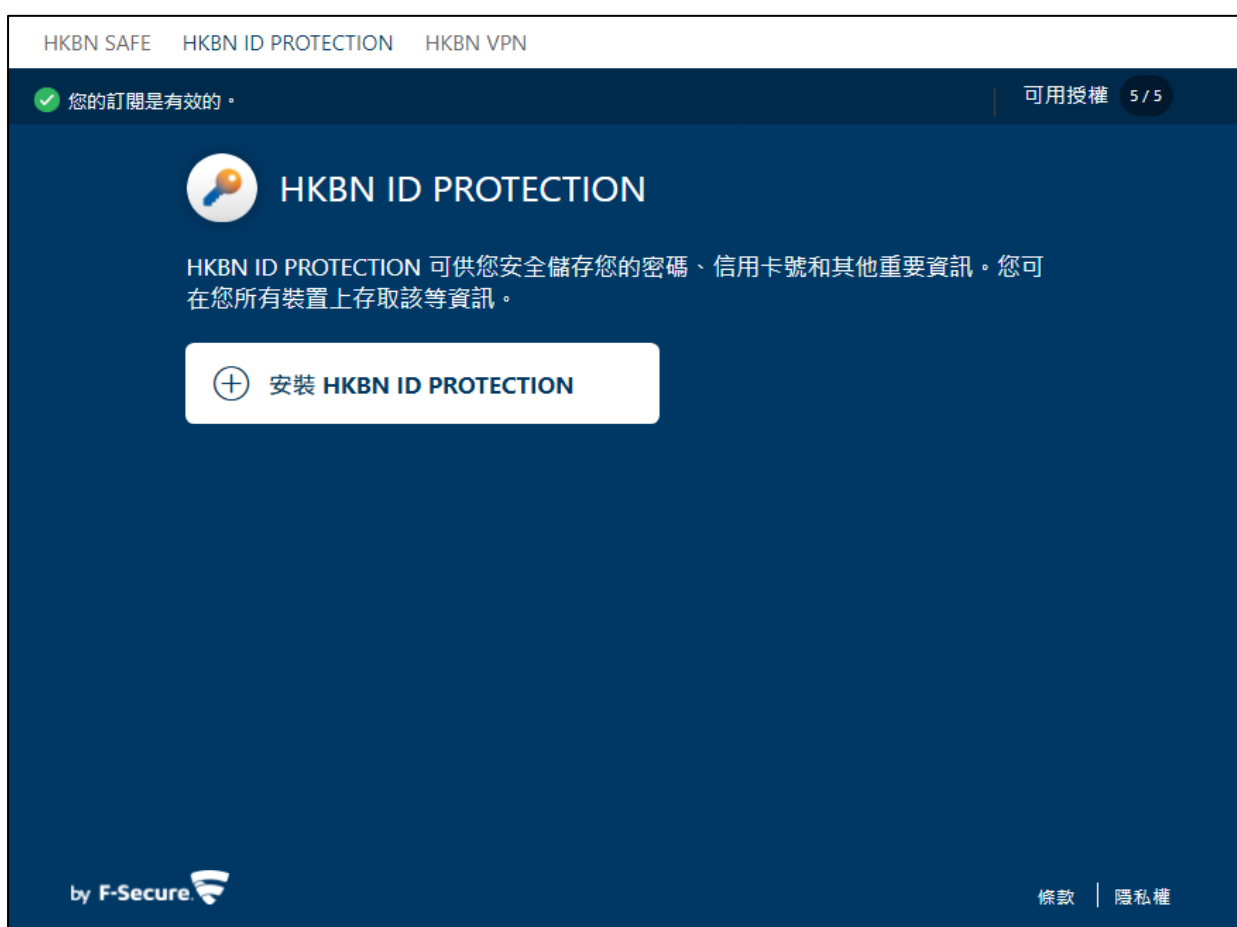 HKBN SAFE HKBN ID PROTECTION HKBN VPN
您的訂閱是有效的。 可用授權 5/5
HKBN ID PROTECTION
HKBN ID PROTECTION 可供您安全儲存您的密碼、信用卡號和其他重要資訊。您可
在您所有裝置上存取該等資訊。
安裝 HKBN ID PROTECTION
by F-Secure. 條款 | 隱私權